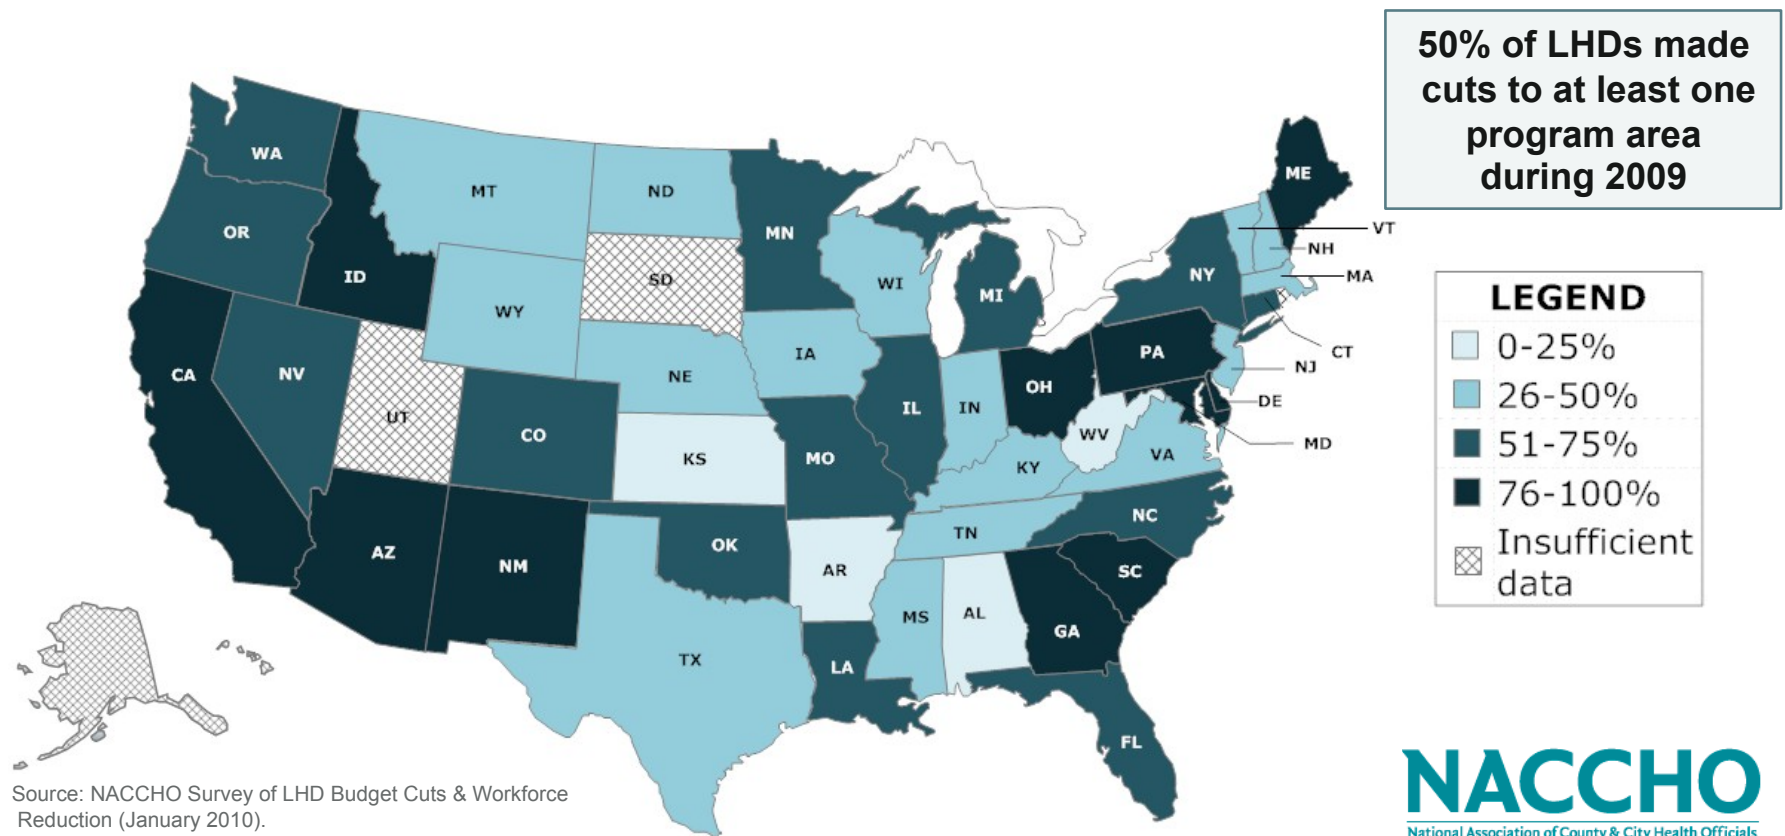 50% of LHDs made
cuts to at least one
program area
during 2009
WA
MT
ND
MN
ME
VT
NH
OR
ID
SD
WI
MI
NY
MA
WY
CA
NV
UT
CO
NE
IA
IL
IN
OH
PA
CT
NJ
DE
MD
KS
MO
KY
WV
VA
AZ
NM
OK
AR
TN
NC
SC
TX
LA
MS
AL
GA
FL
LEGEND
0-25%
26-50%
51-75%
76-100%
Insufficient
data
Source: NACCHO Survey of LHD Budget Cuts & Workforce
Reduction (January 2010).
NACCHO
National Association of County & City Health Officials